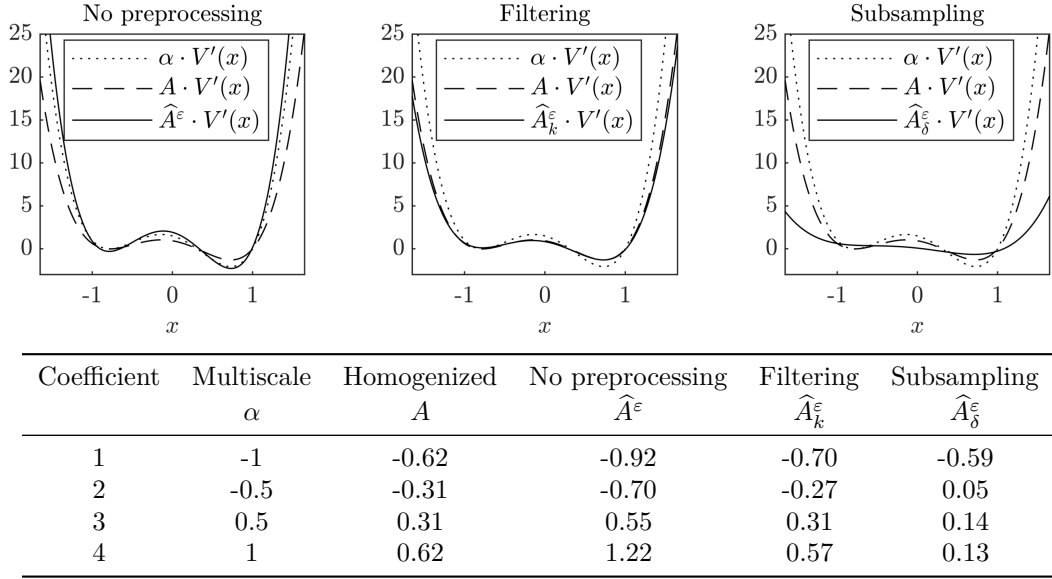 No preprocessing
25
20
15
10
5
0
-1 0 1
x
α · V′(x)
A · V′(x)
Â^ε · V′(x)
Filtering
25
20
15
10
5
0
-1 0 1
x
α · V′(x)
A · V′(x)
Â^ε_k · V′(x)
Subsampling
25
20
15
10
5
0
-1 0 1
x
α · V′(x)
A · V′(x)
Â^ε_δ · V′(x)
Coefficient Multiscale Homogenized No preprocessing Filtering Subsampling
α A Â^ε Â^ε_k Â^ε_δ
1 -1 -0.62 -0.92 -0.70 -0.59
2 -0.5 -0.31 -0.70 -0.27 0.05
3 0.5 0.31 0.55 0.31 0.14
4 1 0.62 1.22 0.57 0.13